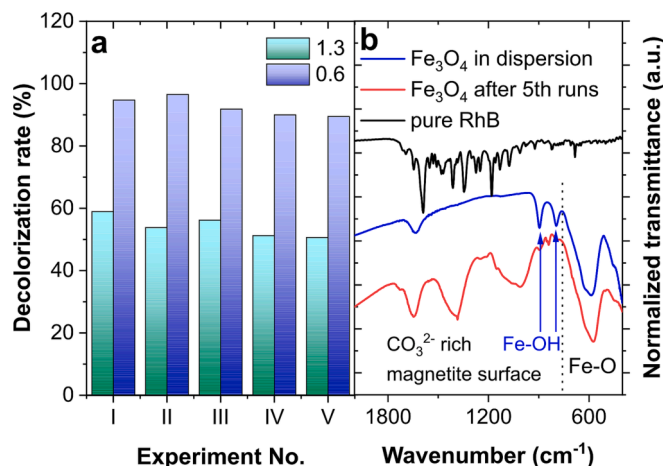 a
1.3
0.6
Decolorization rate (%)
120
100
80
60
40
20
0
I II III IV V
Experiment No.
b
Fe₃O₄ in dispersion
Fe₃O₄ after 5th runs
pure RhB
CO₃²⁻ rich
magnetite surface
Fe-OH
Fe-O
1800 1200 600
Wavenumber (cm⁻¹)
Normalized transmittance (a.u.)